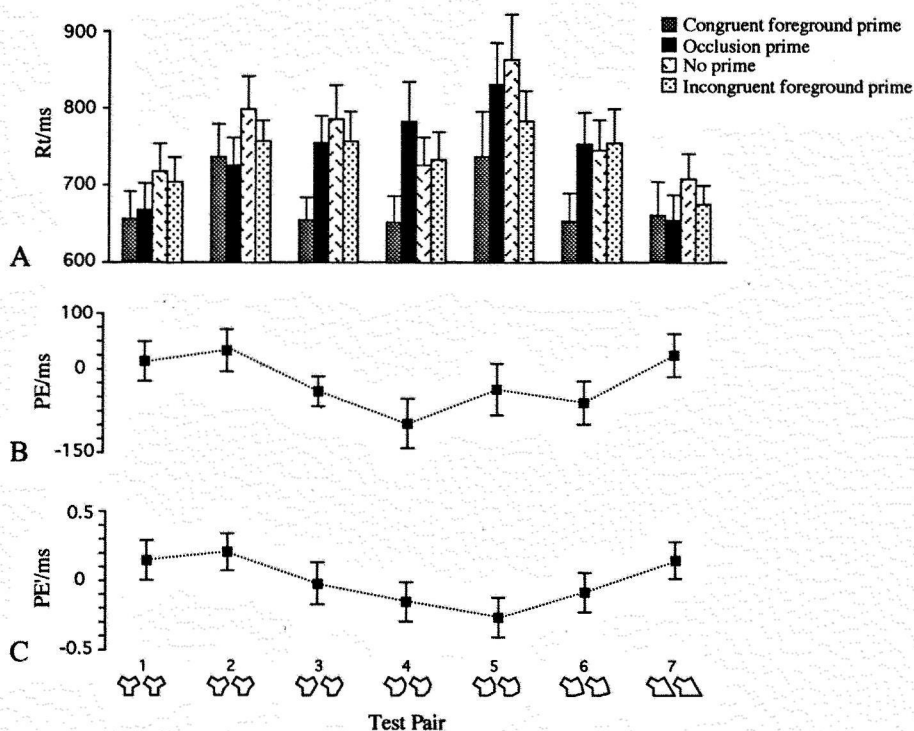 Congruent foreground prime
Occlusion prime
No prime
Incongruent foreground prime
900
800
700
600
Rt/ms
A
100
0
-150
PE/ms
B
0.5
0
-0.5
PE'/ms
C
1 2 3 4 5 6 7
Test Pair